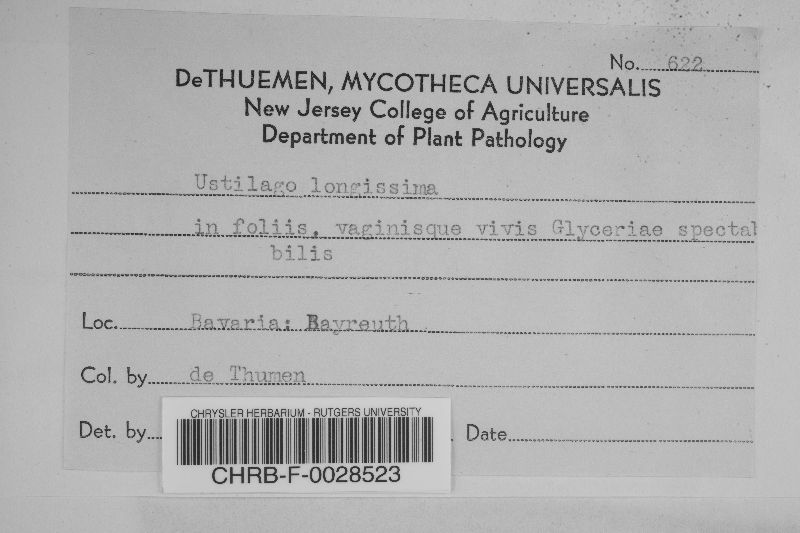 No. 622
DeTHUEMEN, MYCOTHECA UNIVERSALIS
New Jersey College of Agriculture
Department of Plant Pathology
Ustilago longissima
in foliis, vaginisque vivis Glyceriae spectal
bilis
Loc. Bavaria: Bayreuth
Col. by de Thumen
Det. by
Date
CHRYSLER HERBARIUM - RUTGERS UNIVERSITY
CHRB-F-0028523